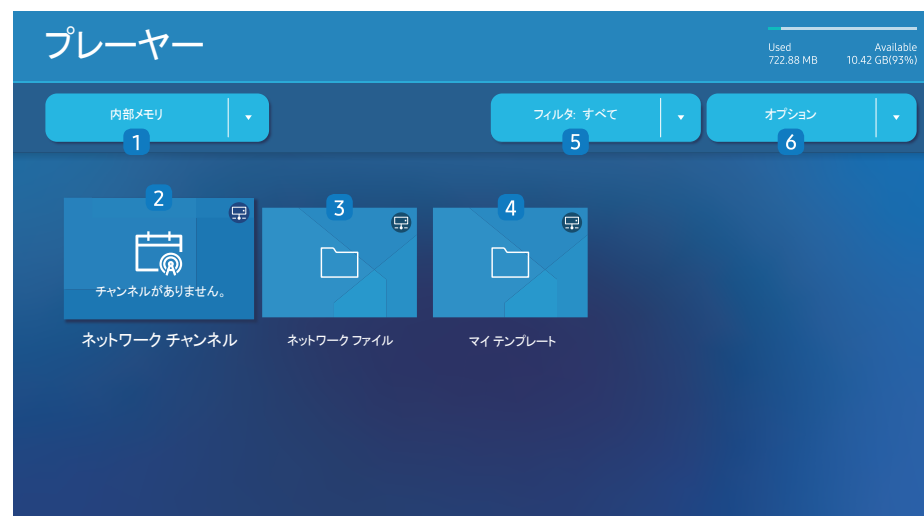 プレーヤー
Used Available
722.88 MB 10.42 GB(93%)
内部メモリ
フィルタ: すべて
オプション
1
5
6
2
3
4
チャンネルがありません。
ネットワーク チャンネル
ネットワーク ファイル
マイ テンプレート